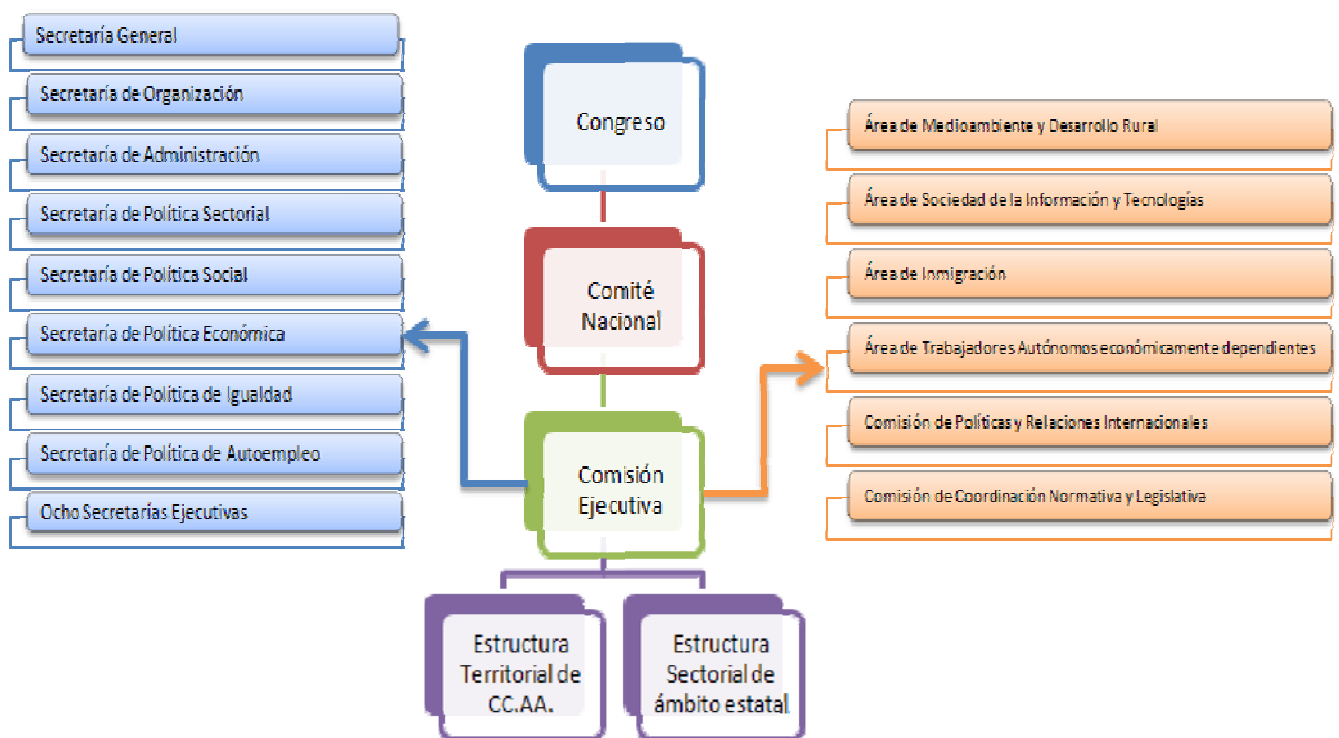 Secretaría General
Secretaría de Organización
Secretaría de Administración
Secretaría de Política Sectorial
Secretaría de Política Social
Secretaría de Política Económica
Secretaría de Política de Igualdad
Secretaría de Política de Autoempleo
Ocho Secretarias Ejecutivas
Congreso
Comité
Nacional
Comisión
Ejecutiva
Estructura
Territorial de
CC.AA.
Estructura
Sectorial de
ámbito estatal
Área de Medioambiente y Desarrollo Rural
Área de Sociedad de la Información y Tecnologías
Área de Inmigración
Área de Trabajadores Autónomos económicamente dependientes
Comisión de Políticas y Relaciones Internacionales
Comisión de Coordinación Normativa y Legislativa